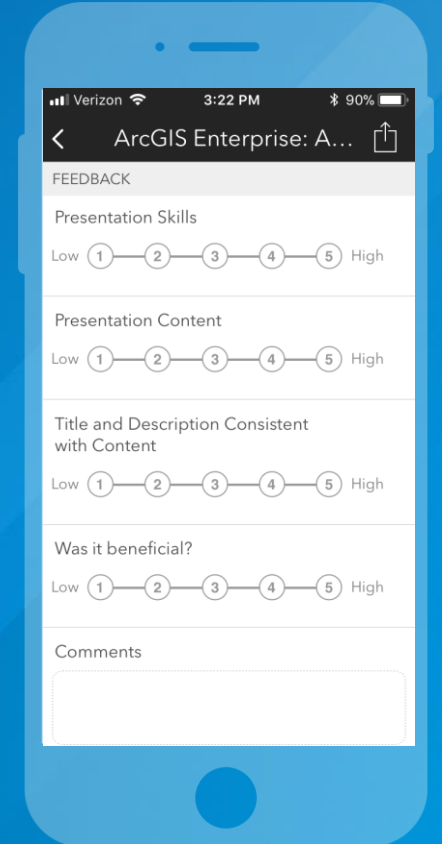 Verizon 3:22 PM 90%
ArcGIS Enterprise: A...
FEEDBACK
Presentation Skills
Low 1 2 3 4 5 High
Presentation Content
Low 1 2 3 4 5 High
Title and Description Consistent
with Content
Low 1 2 3 4 5 High
Was it beneficial?
Low 1 2 3 4 5 High
Comments